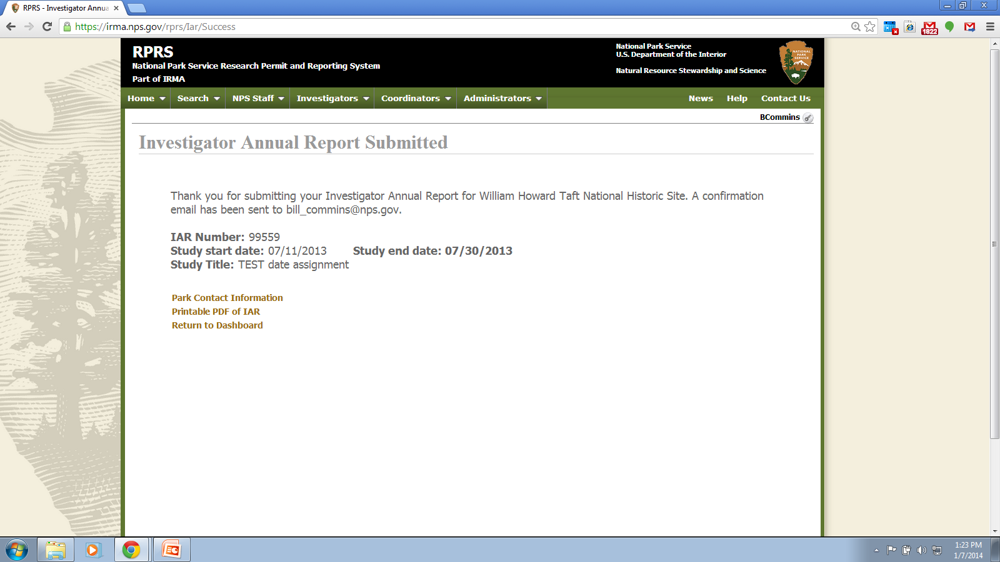 RPRS - Investigator Annua
https://irma.nps.gov/rprs/Iar/Success
1822
RPRS
National Park Service Research Permit and Reporting System
Part of IRMA
National Park Service
U.S. Department of the Interior
Natural Resource Stewardship and Science
NATIONAL
PARK
SERVICE
Home Search NPS Staff Investigators Coordinators Administrators News Help Contact Us
BCommins
Investigator Annual Report Submitted
Thank you for submitting your Investigator Annual Report for William Howard Taft National Historic Site. A confirmation
email has been sent to bill_commins@nps.gov.
IAR Number: 99559
Study start date: 07/11/2013 Study end date: 07/30/2013
Study Title: TEST date assignment
Park Contact Information
Printable PDF of IAR
Return to Dashboard
1:23 PM
1/7/2014